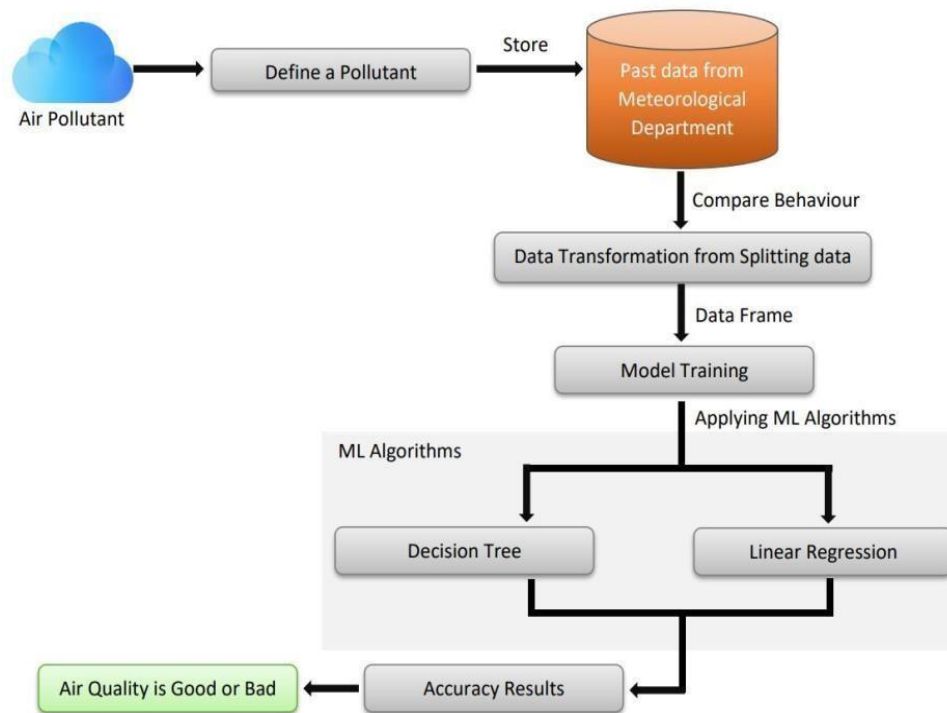 Air Pollutant
Define a Pollutant
Store
Past data from
Meteorological
Department
Compare Behaviour
Data Transformation from Splitting data
Data Frame
Model Training
Applying ML Algorithms
ML Algorithms
Decision Tree
Linear Regression
Accuracy Results
Air Quality is Good or Bad